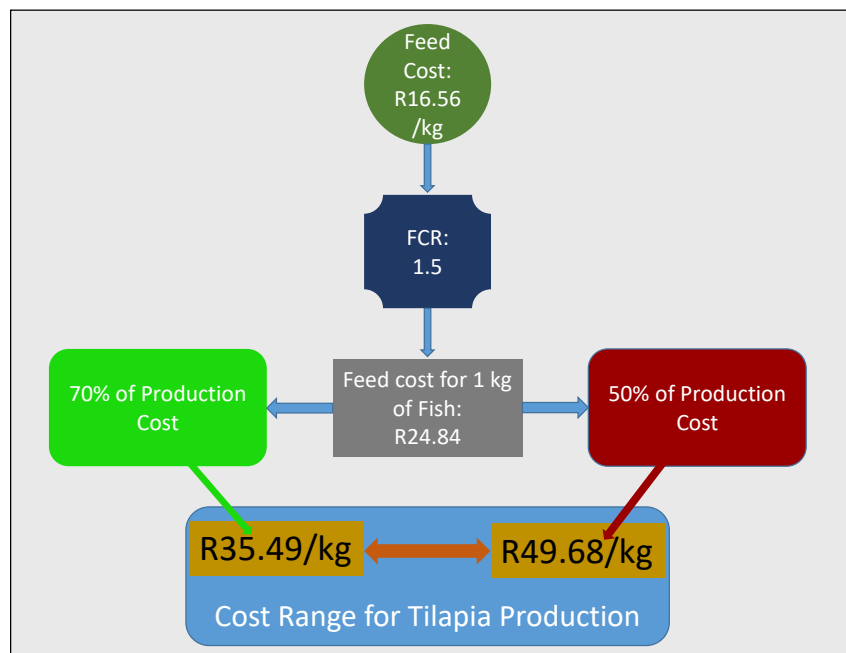 Feed
Cost:
R16.56
/kg
FCR:
1.5
70% of Production
Cost
Feed cost for 1 kg
of Fish:
R24.84
50% of Production
Cost
R35.49/kg
R49.68/kg
Cost Range for Tilapia Production